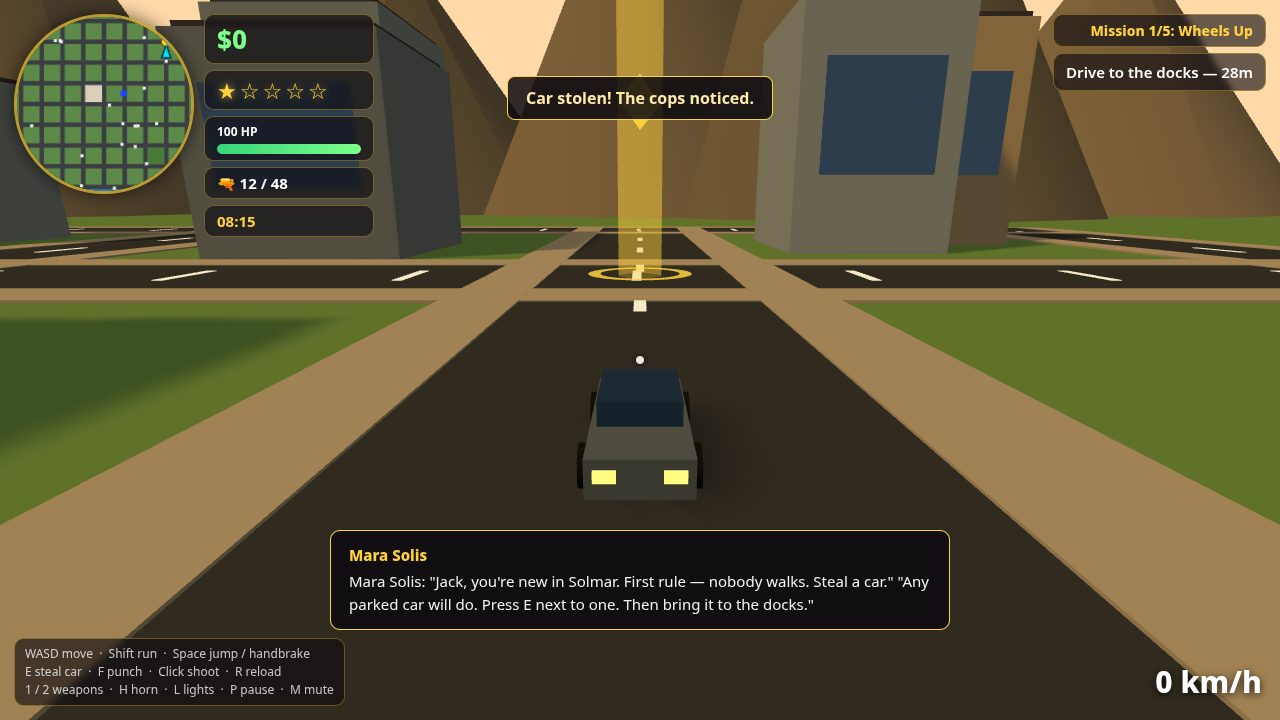 $0
★☆☆☆☆
100 HP
12 / 48
08:15
Car stolen! The cops noticed.
Mission 1/5: Wheels Up
Drive to the docks — 28m
Mara Solis
Mara Solis: "Jack, you're new in Solmar. First rule — nobody walks. Steal a car." "Any
parked car will do. Press E next to one. Then bring it to the docks."
WASD move · Shift run · Space jump / handbrake
E steal car · F punch · Click shoot · R reload
1 / 2 weapons · H horn · L lights · P pause · M mute
0 km/h